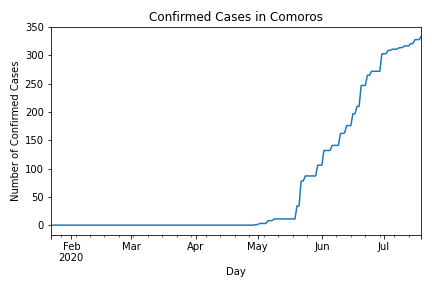 Confirmed Cases in Comoros
Number of Confirmed Cases
350
300
250
200
150
100
50
0
Feb
2020
Mar
Apr
May
Jun
Jul
Day